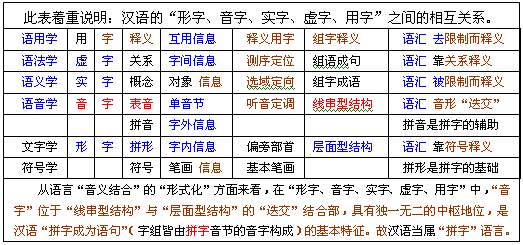 此表着重说明：汉语的“形字、音字、实字、虚字、用字”之间的相互关系。
语用学 用 字 释义 互用信息 释义用字 组字释义 语汇 去限制而释义
语法学 虚 字 关系 字间信息 测序定位 组语成句 语汇 靠关系释义
语义学 实 字 概念 对象 信息 选域定向 组字成语 语汇 被限制而释义
语音学 音 字 表音 单音节 听音定调 线串型结构 语汇 音形“迭交”
拼音 字外信息 拼音是拼字的辅助
文字学 形 字 拼形 字内信息 偏旁部首 层面型结构 语汇 靠符号释义
符号学 符号 笔画 信息 基本笔画 拼形是拼字的基础
从语言“音义结合”的“形式化”方面来看，在“形字、音字、实字、虚字、用字”中，“音
字”位于“线串型结构”与“层面型结构”的“迭交”结合部，具有独一无二的中枢地位，是
汉语“拼字成为语句”（字组皆由拼字音节的音字构成）的基本特征。故汉语当属“拼字”语言。